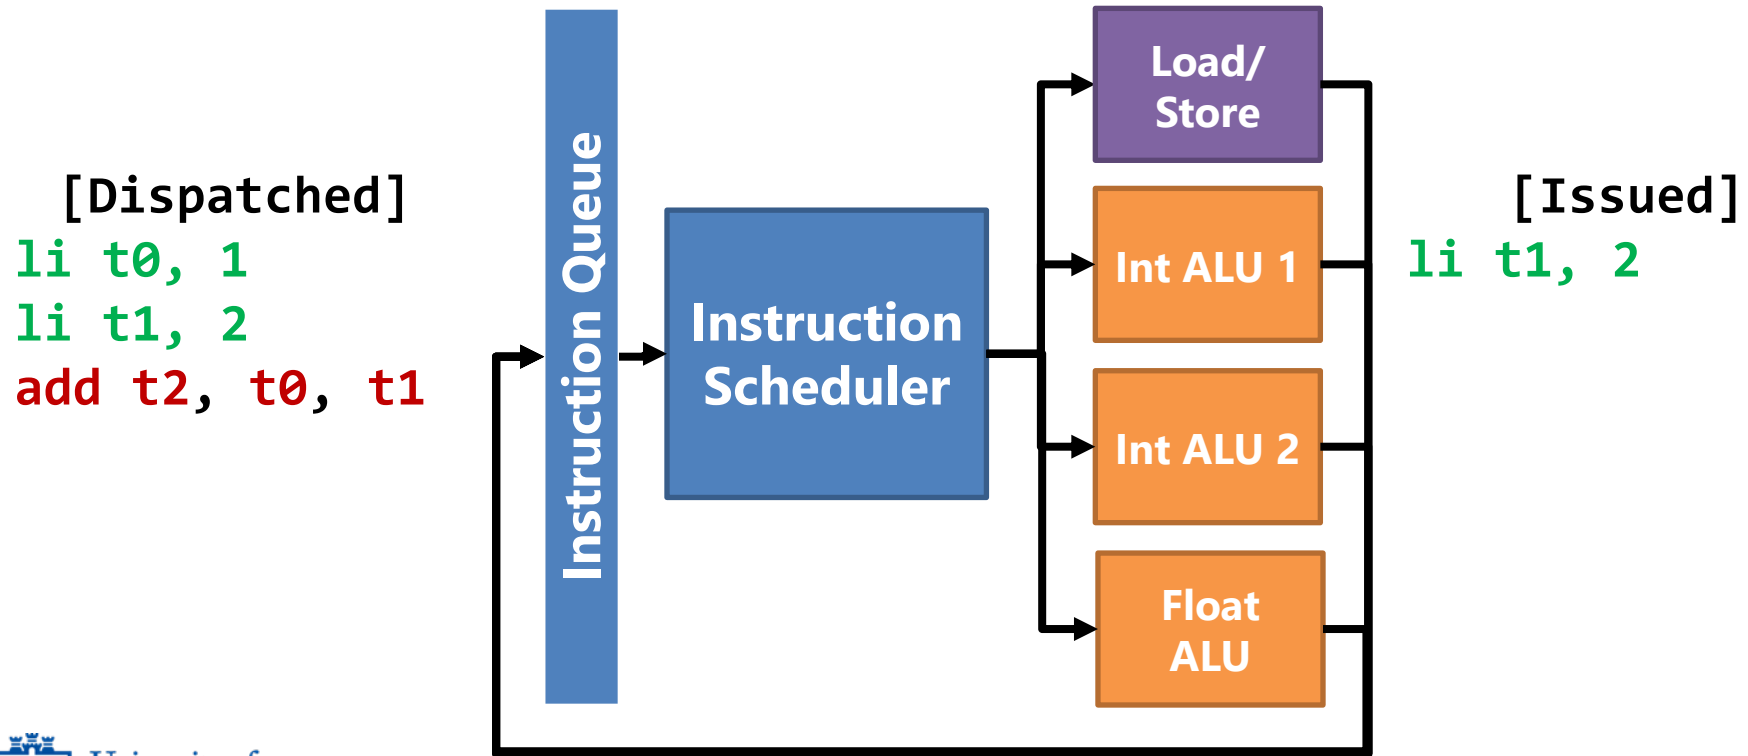 [Dispatched]
li t0, 1
li t1, 2
add t2, t0, t1
Instruction Queue
Instruction
Scheduler
Load/
Store
Int ALU 1
Int ALU 2
Float
ALU
[Issued]
li t1, 2